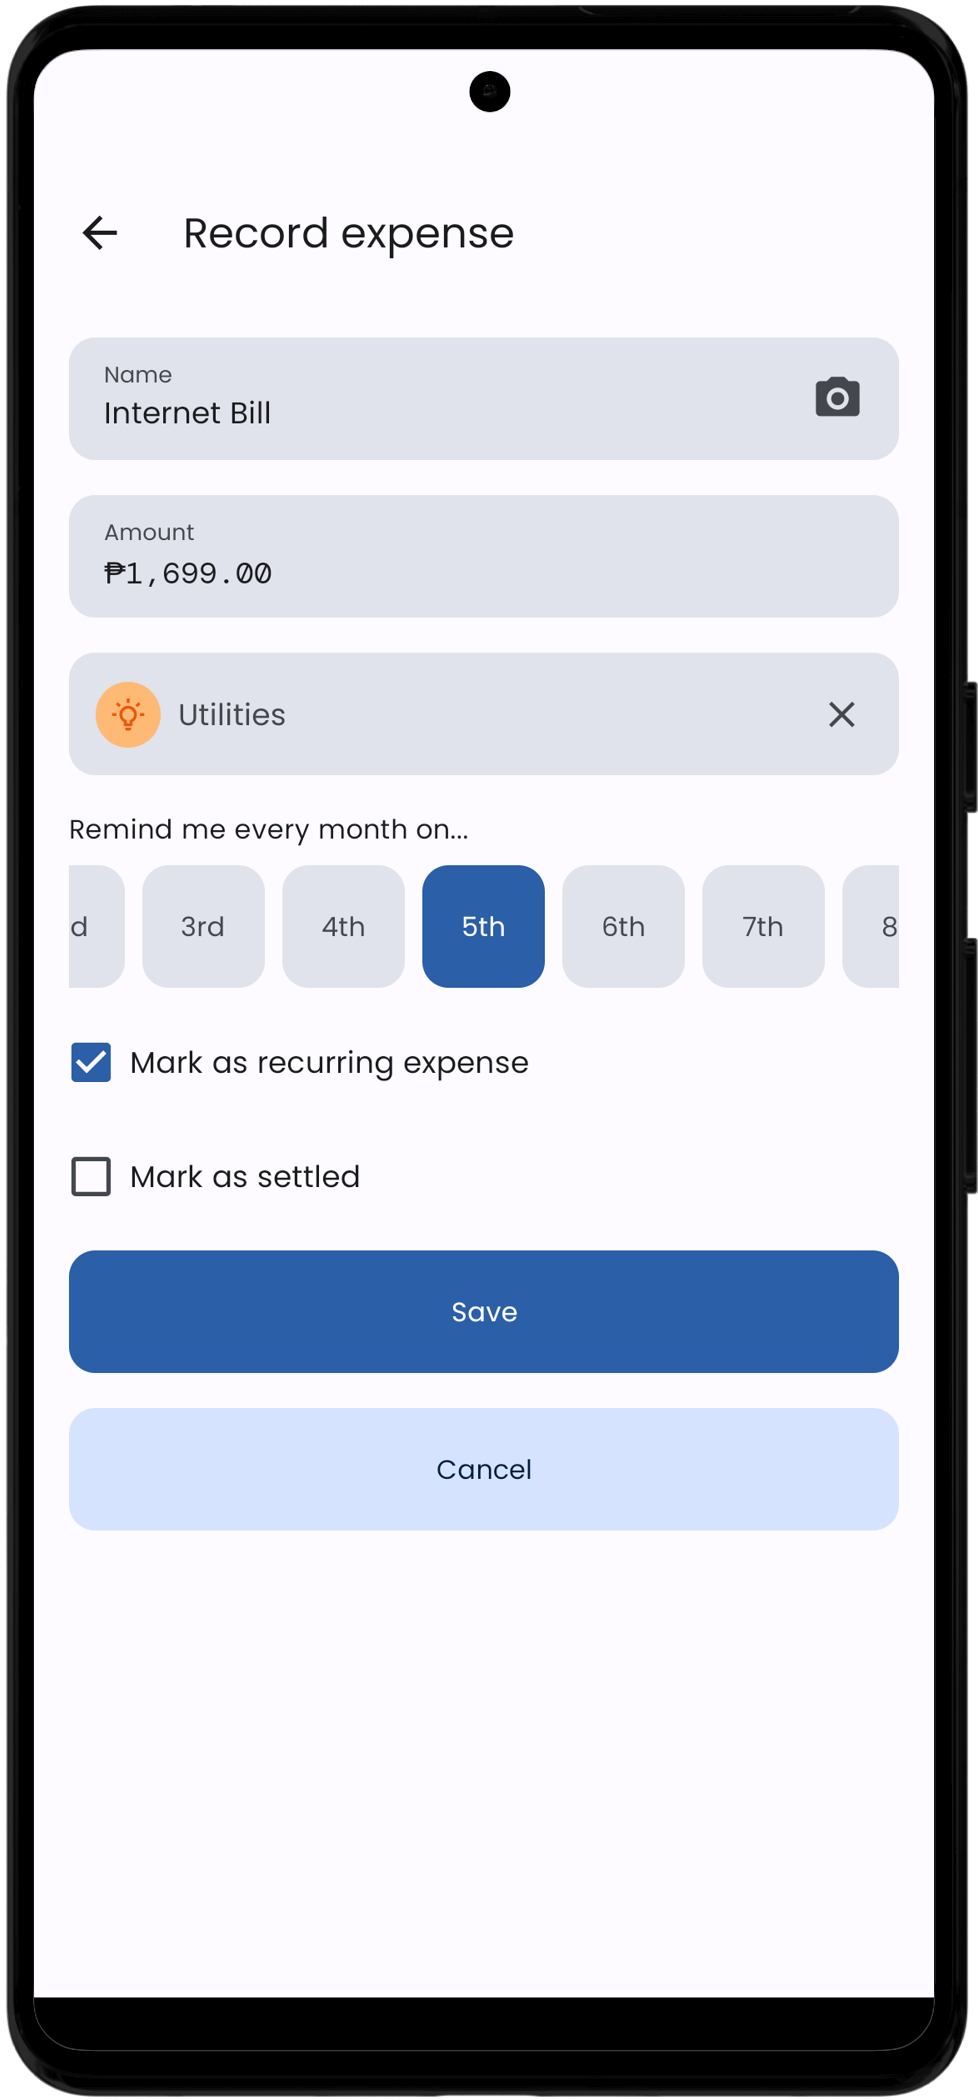 Record expense
Name
Internet Bill
Amount
₱1,699.00
Utilities
Remind me every month on...
d 3rd 4th 5th 6th 7th 8
Mark as recurring expense
Mark as settled
Save
Cancel